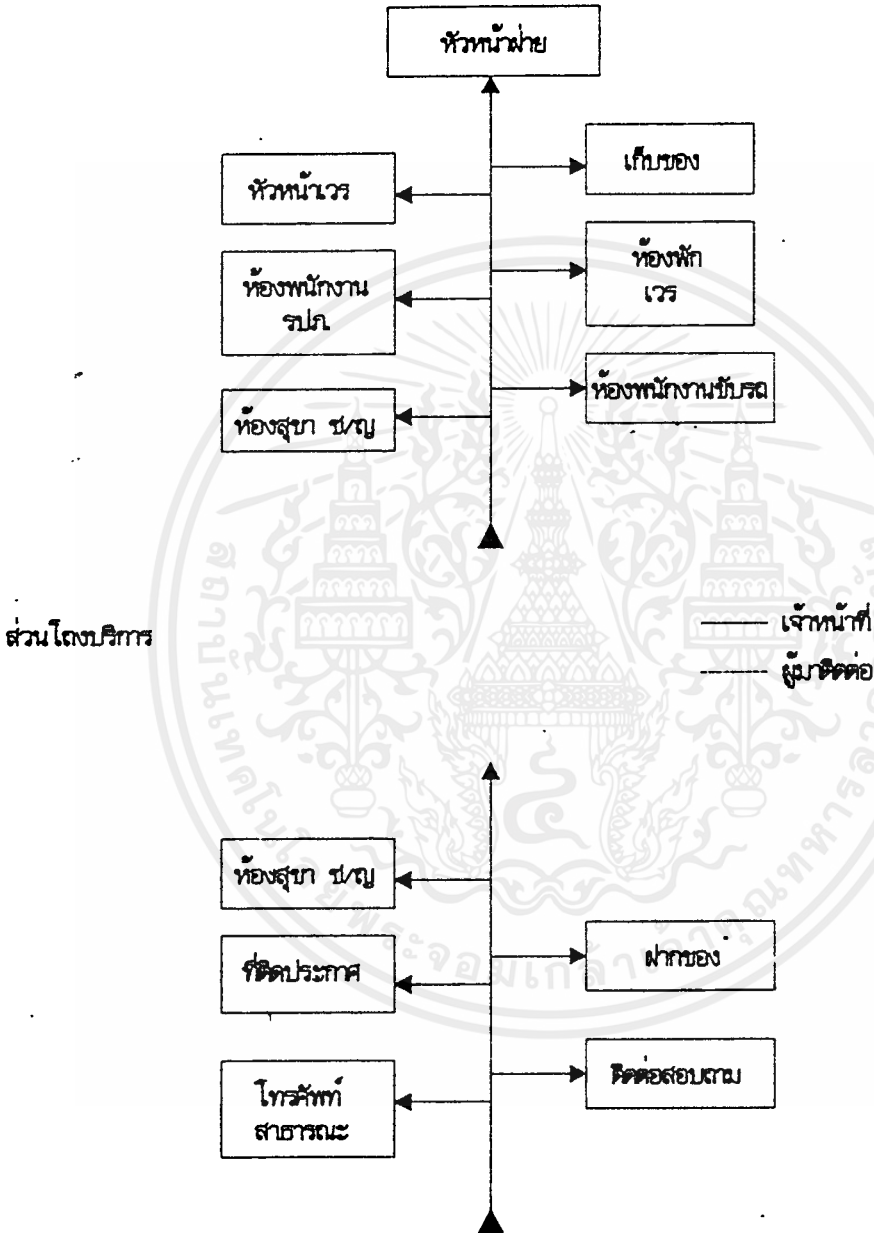 หัวหน้าฝ่าย
เก็บของ
หัวหน้าเวร
ห้องพัก
เวร
ห้องพนักงาน
รปภ.
ห้องพนักงานขับรถ
ห้องสุขา ช/ญ
ส่วนโถงบริการ
เจ้าหน้าที่
ผู้มาติดต่อ
ห้องสุขา ช/ญ
ฝากของ
ที่ติดประกาศ
ติดต่อสอบถาม
โทรศัพท์
สาธารณะ